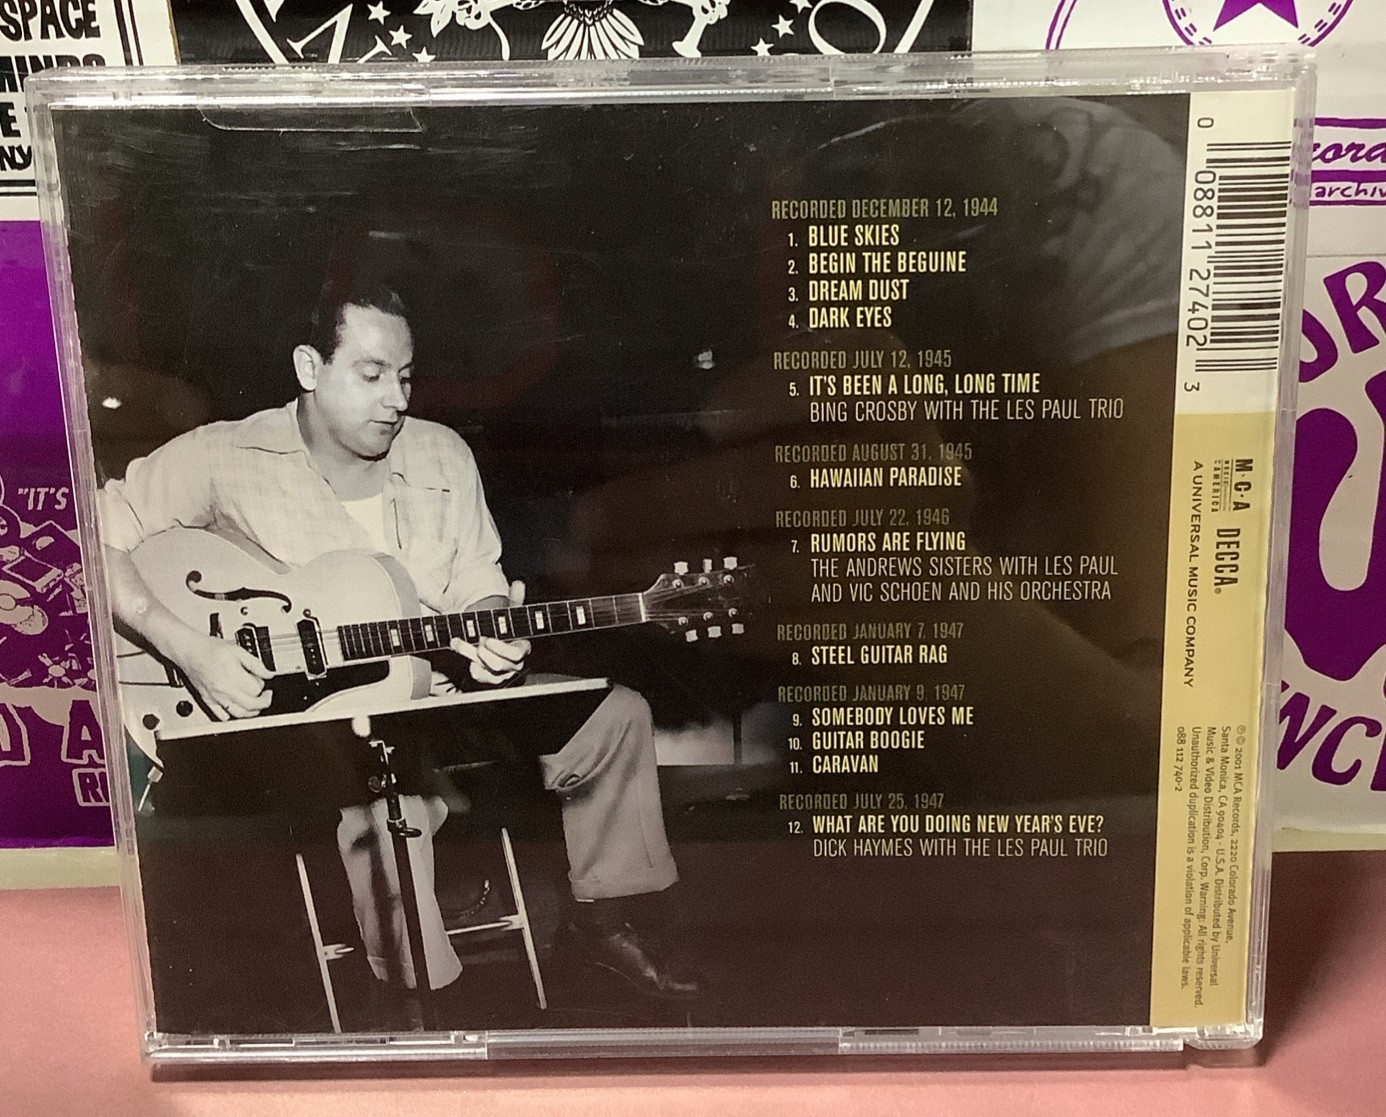 SPACE
MINDS
"IT'S
RECORDED DECEMBER 12, 1944
1. BLUE SKIES
2. BEGIN THE BEGUINE
3. DREAM DUST
4. DARK EYES
RECORDED JULY 12, 1945
5. IT'S BEEN A LONG, LONG TIME
BING CROSBY WITH THE LES PAUL TRIO
RECORDED AUGUST 31, 1945
6. HAWAIIAN PARADISE
RECORDED JULY 22, 1946
7. RUMORS ARE FLYING
THE ANDREWS SISTERS WITH LES PAUL
AND VIC SCHOEN AND HIS ORCHESTRA
RECORDED JANUARY 7, 1947
8. STEEL GUITAR RAG
RECORDED JANUARY 9, 1947
9. SOMEBODY LOVES ME
10. GUITAR BOOGIE
11. CARAVAN
RECORDED JULY 25, 1947
12. WHAT ARE YOU DOING NEW YEAR'S EVE?
DICK HAYMES WITH THE LES PAUL TRIO
0 08811 27402 3
M·C·A
MUSIC
AMERICA
DECCA®
A UNIVERSAL MUSIC COMPANY
℗© 2001 MCA Records, 2220 Colorado Avenue,
Santa Monica, CA 90404 - U.S.A. Distributed by Universal
Music & Video Distribution, Corp. Warning: All rights reserved.
Unauthorized duplication is a violation of applicable laws.
088 112 740-2